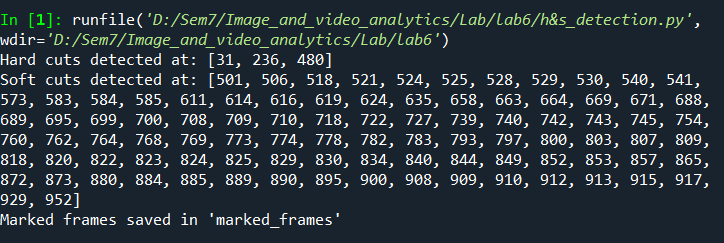 In [1]: runfile('D:/Sem7/Image_and_video_analytics/Lab/lab6/h&s_detection.py',
wdir='D:/Sem7/Image_and_video_analytics/Lab/lab6')
Hard cuts detected at: [31, 236, 480]
Soft cuts detected at: [501, 506, 518, 521, 524, 525, 528, 529, 530, 540, 541,
573, 583, 584, 585, 611, 614, 616, 619, 624, 635, 658, 663, 664, 669, 671, 688,
689, 695, 699, 700, 708, 709, 710, 718, 722, 727, 739, 740, 742, 743, 745, 754,
760, 762, 764, 768, 769, 773, 774, 778, 782, 783, 793, 797, 800, 803, 807, 809,
818, 820, 822, 823, 824, 825, 829, 830, 834, 840, 844, 849, 852, 853, 857, 865,
872, 873, 880, 884, 885, 889, 890, 895, 900, 908, 909, 910, 912, 913, 915, 917,
929, 952]
Marked frames saved in 'marked_frames'